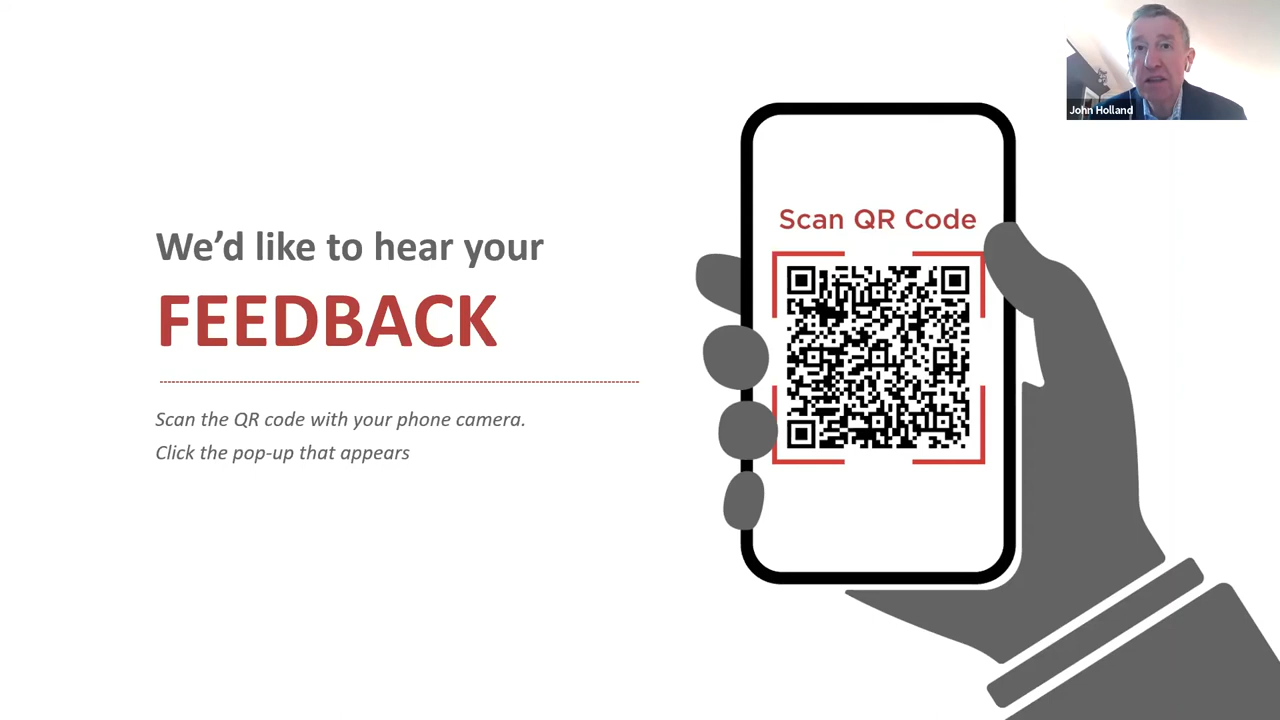 John Holland
Scan QR Code
We'd like to hear your
FEEDBACK
Scan the QR code with your phone camera.
Click the pop-up that appears